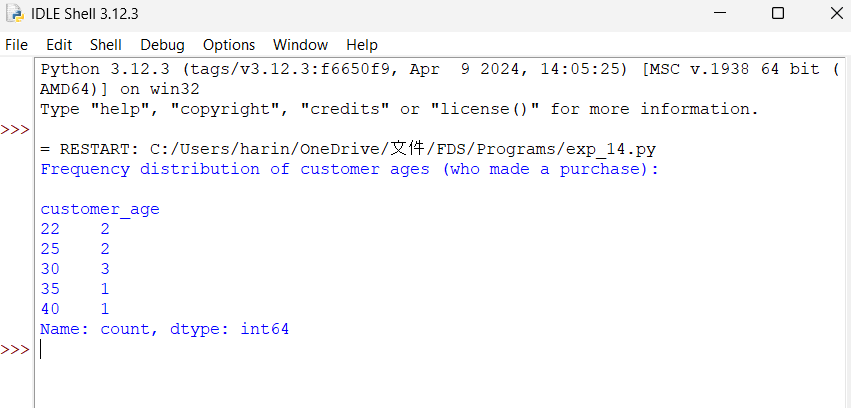 IDLE Shell 3.12.3
File Edit Shell Debug Options Window Help
Python 3.12.3 (tags/v3.12.3:f6650f9, Apr  9 2024, 14:05:25) [MSC v.1938 64 bit (
AMD64)] on win32
Type "help", "copyright", "credits" or "license()" for more information.
>>>
= RESTART: C:/Users/harin/OneDrive/文件/FDS/Programs/exp_14.py
Frequency distribution of customer ages (who made a purchase):
customer_age
22    2
25    2
30    3
35    1
40    1
Name: count, dtype: int64
>>>